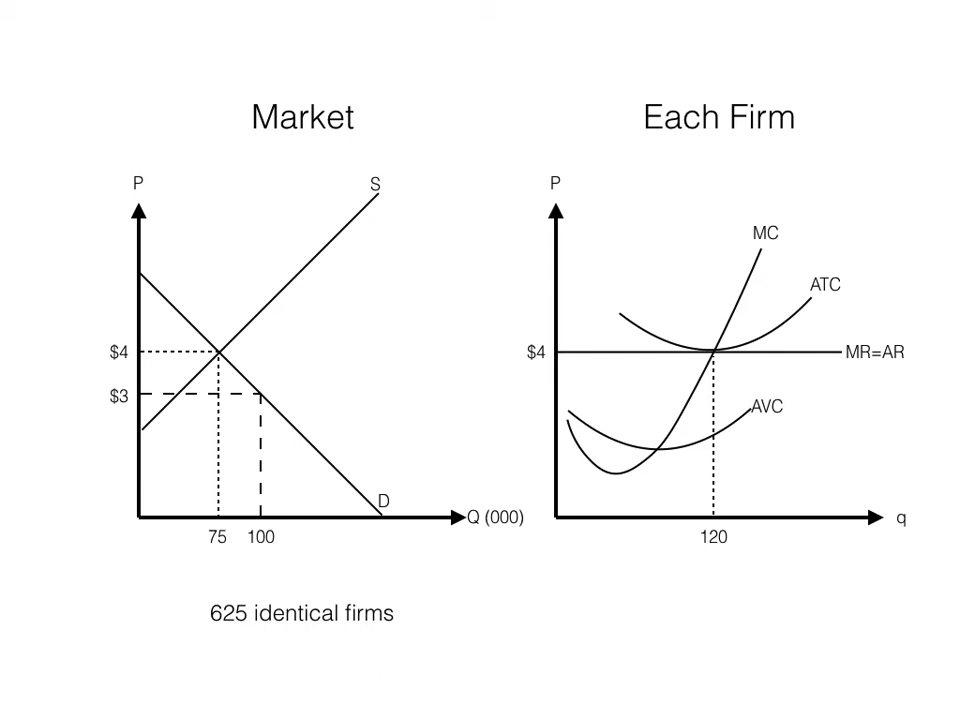 Market
Each Firm
P
S
$4
$3
D
Q (000)
75
100
P
MC
ATC
$4
MR=AR
AVC
q
120
625 identical firms